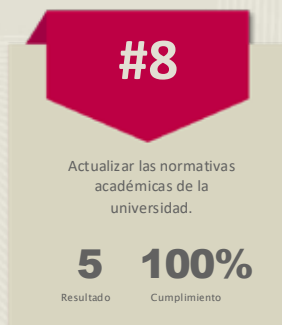 #8
Actualizar las normativas
académicas de la
universidad.
5 100%
Resultado Cumplimiento